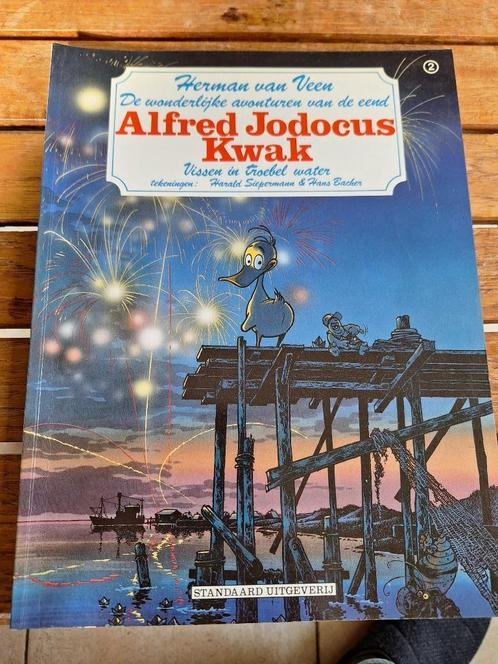 2
Herman van Veen
De wonderlijke avonturen van de eend
Alfred Jodocus
Kwak
Vissen in troebel water
tekeningen: Harald Siepermann & Hans Bacher
STANDAARD UITGEVERIJ